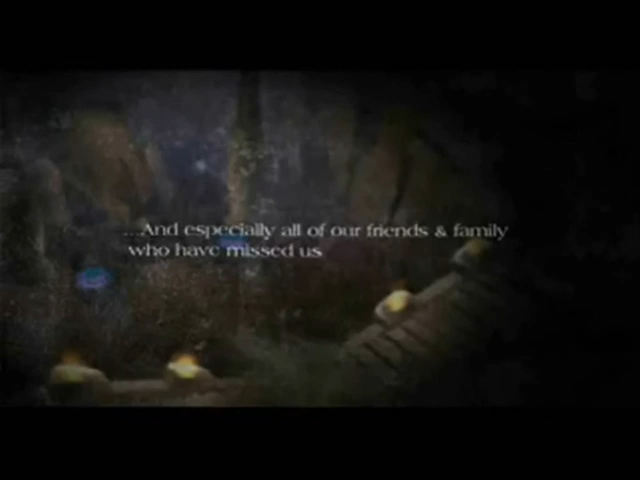 ...And especially all of our friends & family
who have missed us